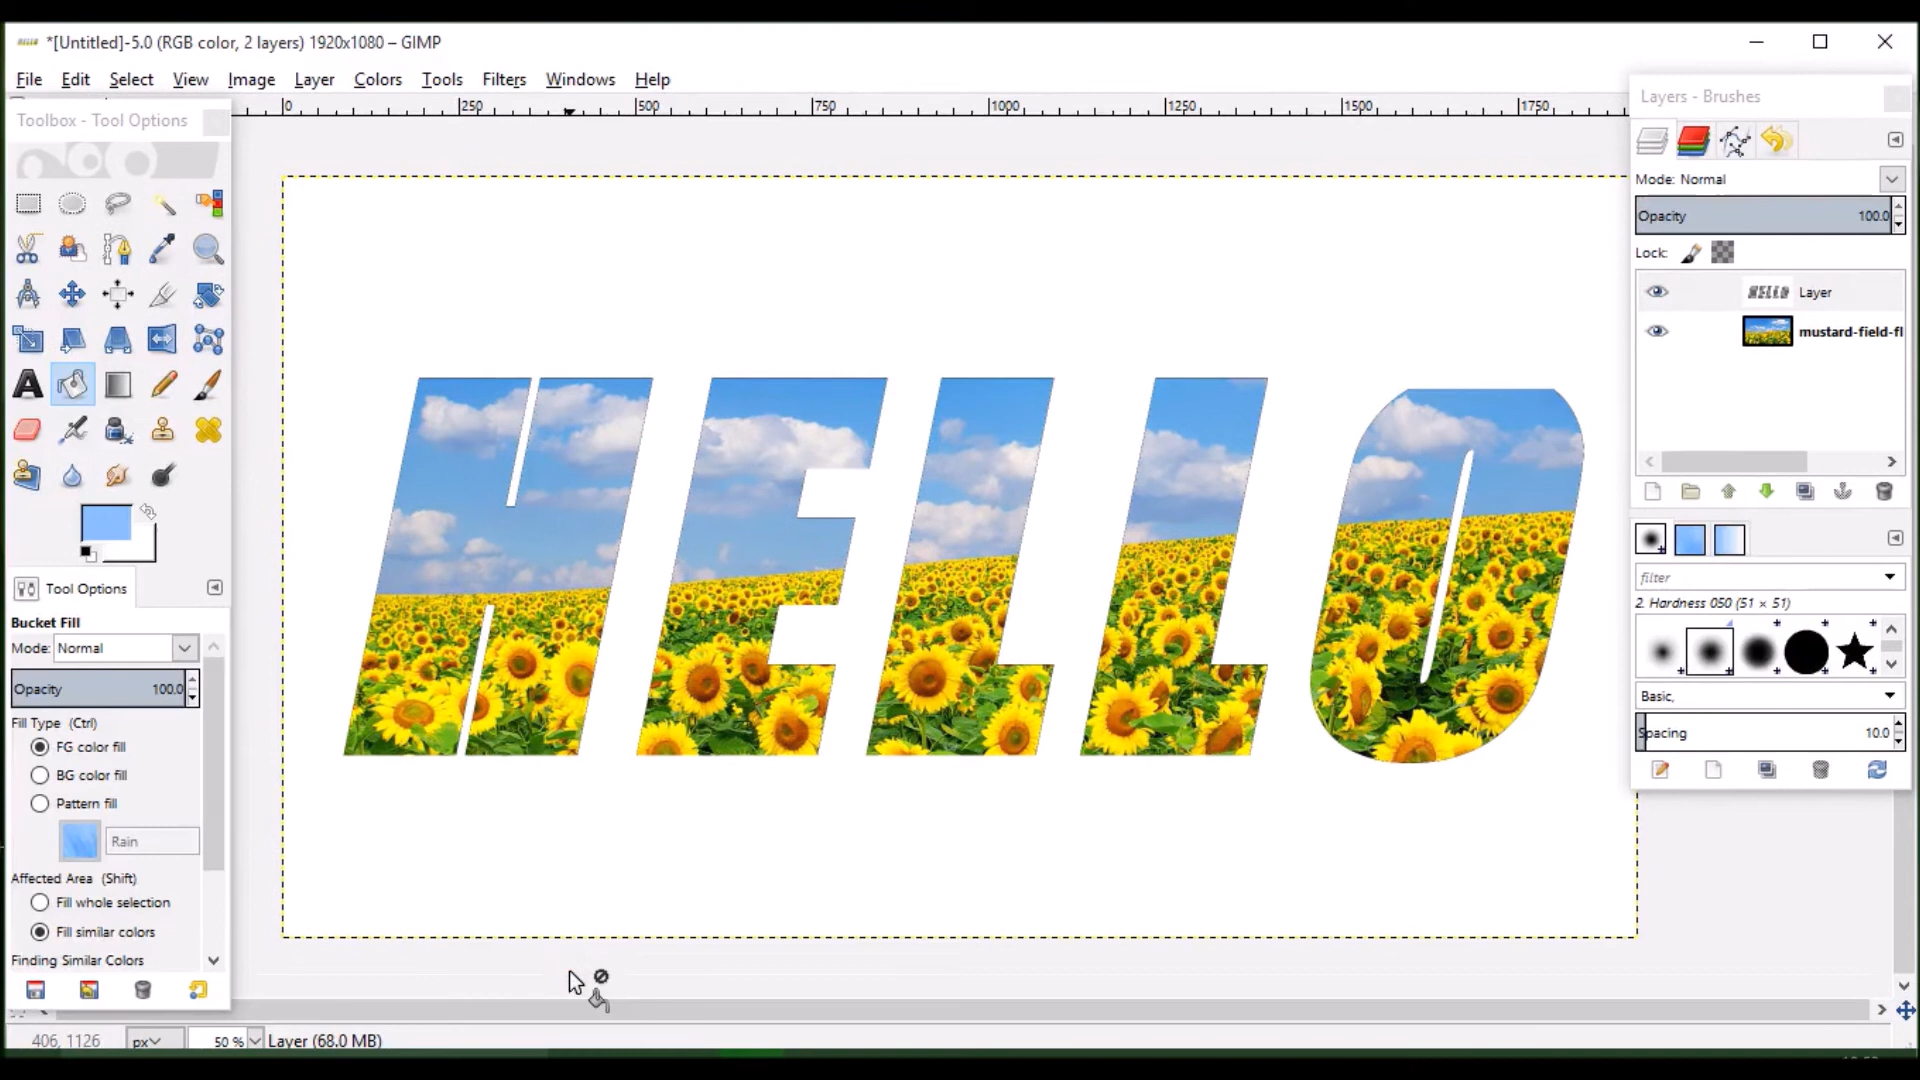 *[Untitled]-5.0 (RGB color, 2 layers) 1920x1080 – GIMP
File Edit Select View Image Layer Colors Tools Filters Windows Help
Toolbox - Tool Options
0 250 500 750 1000 1250 1500 1750
Layers - Brushes
Mode: Normal
Opacity 100.0
Lock:
HELLO Layer
mustard-field-fl
HELLO
Tool Options
Bucket Fill
Mode: Normal
Opacity 100.0
Fill Type (Ctrl)
FG color fill
BG color fill
Pattern fill
Rain
Affected Area (Shift)
Fill whole selection
Fill similar colors
Finding Similar Colors
filter
2. Hardness 050 (51 × 51)
Basic,
Spacing 10.0
406, 1126 px 50 % Layer (68.0 MB)